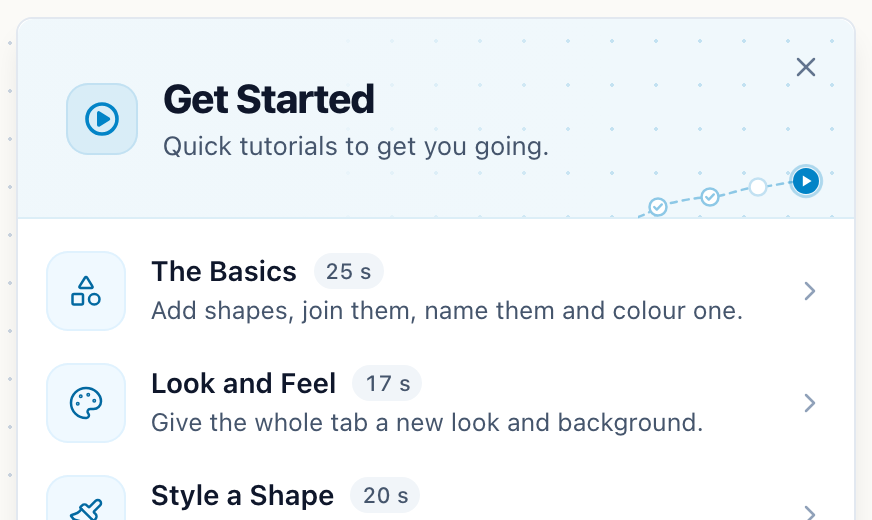 Get Started
Quick tutorials to get you going.
The Basics 25 s
Add shapes, join them, name them and colour one.
Look and Feel 17 s
Give the whole tab a new look and background.
Style a Shape 20 s